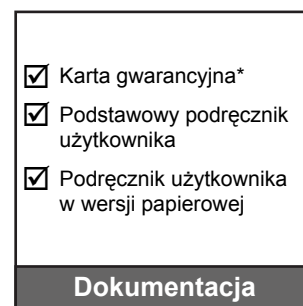 Karta gwarancyjna*
Podstawowy podręcznik
użytkownika
Podręcznik użytkownika
w wersji papierowej
Dokumentacja